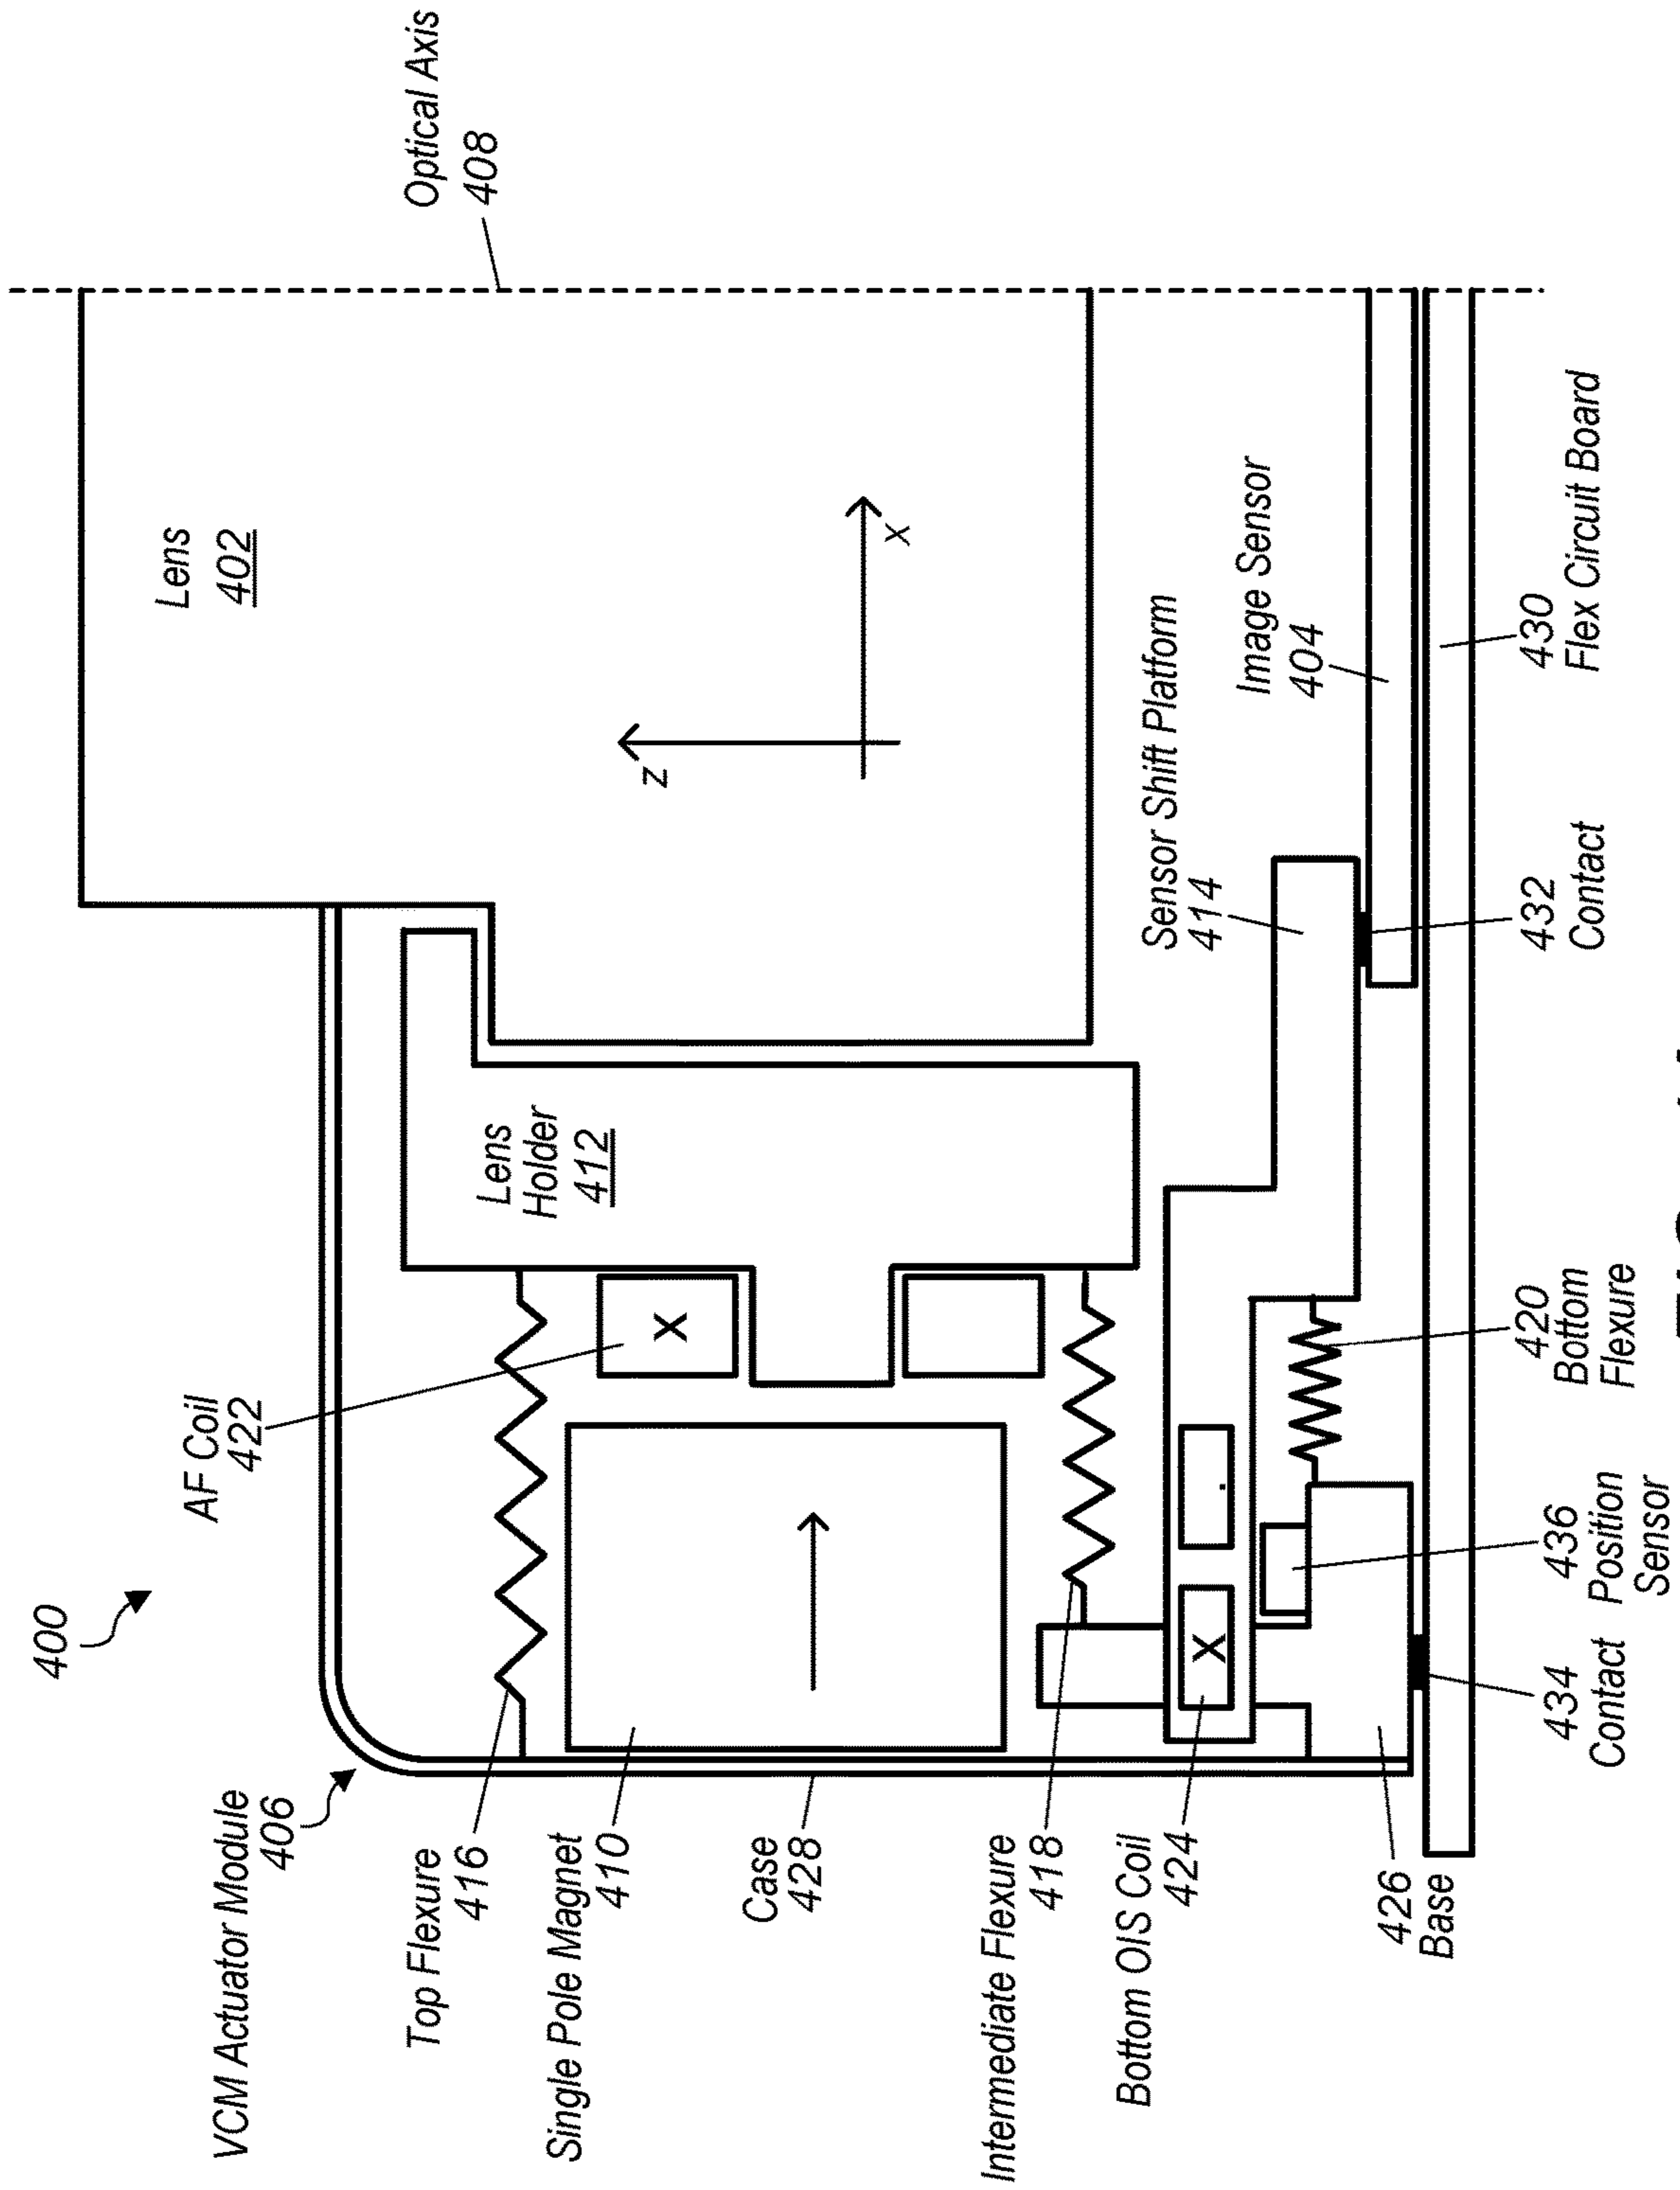 400
VCM Actuator Module
406
AF Coil
422
Lens
402
Optical Axis
408
Top Flexure
416
Lens
Holder
412
Single Pole Magnet
410
X
z
x
Case
428
Intermediate Flexure
418
Bottom OIS Coil
424
X
Sensor Shift Platform
414
Image Sensor
404
426
Base
434
Contact
436
Position
Sensor
420
Bottom
Flexure
432
Contact
430
Flex Circuit Board